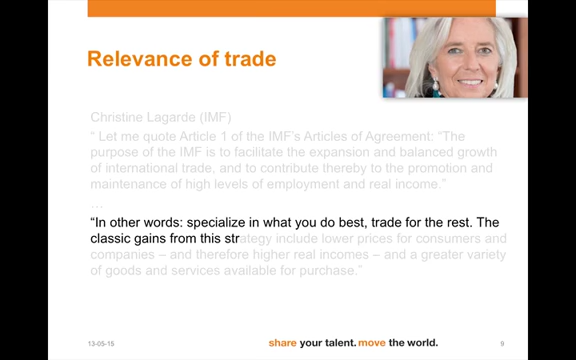 Relevance of trade
Christine Lagarde (IMF)
“ Let me quote Article 1 of the IMF’s Articles of Agreement: “The
purpose of the IMF is to facilitate the expansion and balanced growth
of international trade, and to contribute thereby to the promotion and
maintenance of high levels of employment and real income.”
…
“In other words: specialize in what you do best, trade for the rest. The
classic gains from this strategy include lower prices for consumers and
companies – and therefore higher real incomes – and a greater variety
of goods and services available for purchase.”
13-05-15
share your talent. move the world.
9